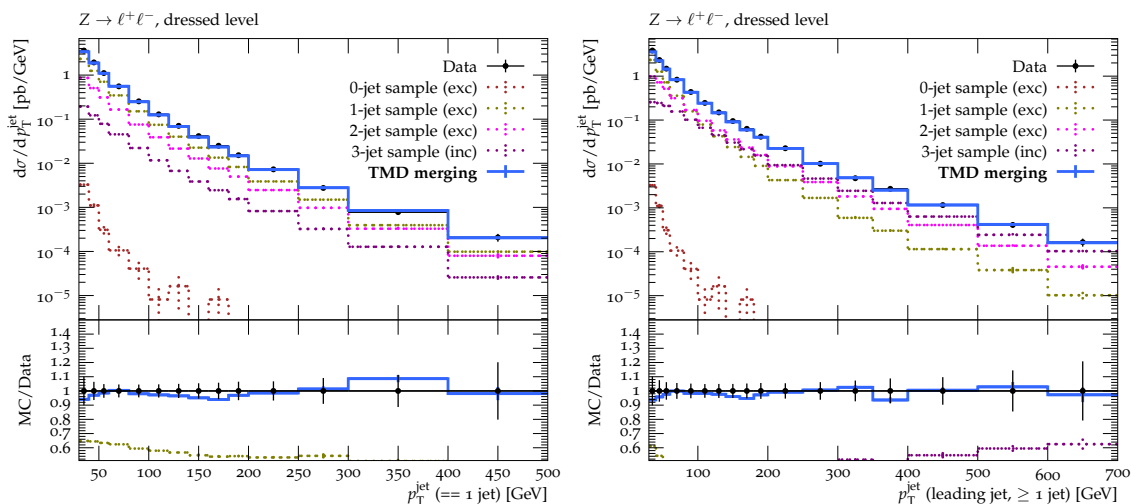 Z → ℓ⁺ℓ⁻, dressed level
dσ/dp_T^jet [pb/GeV]
1
10⁻¹
10⁻²
10⁻³
10⁻⁴
10⁻⁵
Data
0-jet sample (exc)
1-jet sample (exc)
2-jet sample (exc)
3-jet sample (inc)
TMD merging
MC/Data
1.4
1.3
1.2
1.1
1
0.9
0.8
0.7
0.6
50 100 150 200 250 300 350 400 450 500
p_T^jet (== 1 jet) [GeV]
Z → ℓ⁺ℓ⁻, dressed level
dσ/dp_T^jet [pb/GeV]
1
10⁻¹
10⁻²
10⁻³
10⁻⁴
10⁻⁵
Data
0-jet sample (exc)
1-jet sample (exc)
2-jet sample (exc)
3-jet sample (inc)
TMD merging
MC/Data
1.4
1.3
1.2
1.1
1
0.9
0.8
0.7
0.6
100 200 300 400 500 600 700
p_T^jet (leading jet, ≥ 1 jet) [GeV]